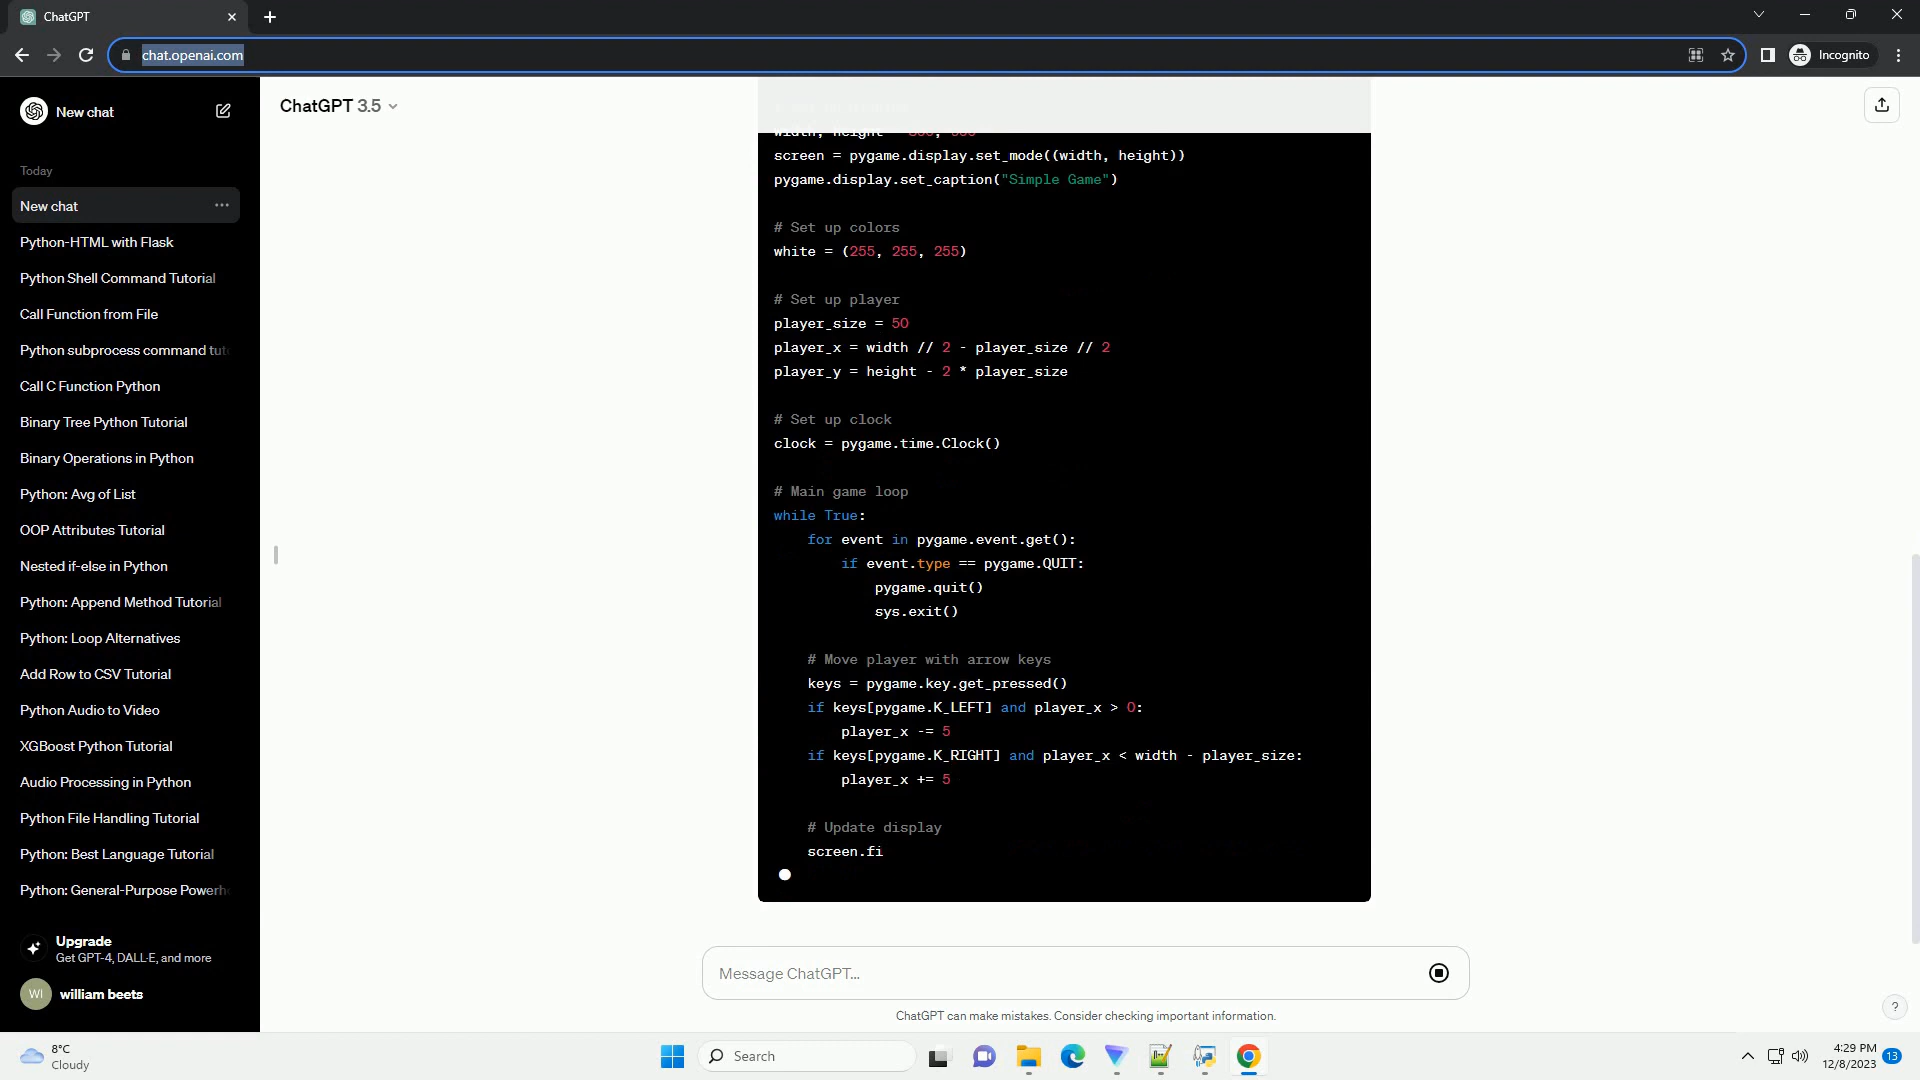 ChatGPT
chat.openai.com
Incognito
New chat
Today
New chat
Python-HTML with Flask
Python Shell Command Tutorial
Call Function from File
Python subprocess command
Call C Function Python
Binary Tree Python Tutorial
Binary Operations in Python
Python: Avg of List
OOP Attributes Tutorial
Nested if-else in Python
Python: Append Method Tutorial
Python: Loop Alternatives
Add Row to CSV Tutorial
Python Audio to Video
XGBoost Python Tutorial
Audio Processing in Python
Python File Handling Tutorial
Python: Best Language Tutorial
Python: General-Purpose
Upgrade
Get GPT-4, DALL·E, and more
WI
william beets
ChatGPT 3.5
screen = pygame.display.set_mode((width, height))
pygame.display.set_caption("Simple Game")
# Set up colors
white = (255, 255, 255)
# Set up player
player_size = 50
player_x = width // 2 - player_size // 2
player_y = height - 2 * player_size
# Set up clock
clock = pygame.time.Clock()
# Main game loop
while True:
for event in pygame.event.get():
if event.type == pygame.QUIT:
pygame.quit()
sys.exit()
# Move player with arrow keys
keys = pygame.key.get_pressed()
if keys[pygame.K_LEFT] and player_x > 0:
player_x -= 5
if keys[pygame.K_RIGHT] and player_x < width - player_size:
player_x += 5
# Update display
screen.fi
Message ChatGPT...
ChatGPT can make mistakes. Consider checking important information.
?
8°C
Cloudy
Search
4:29 PM
12/8/2023
13